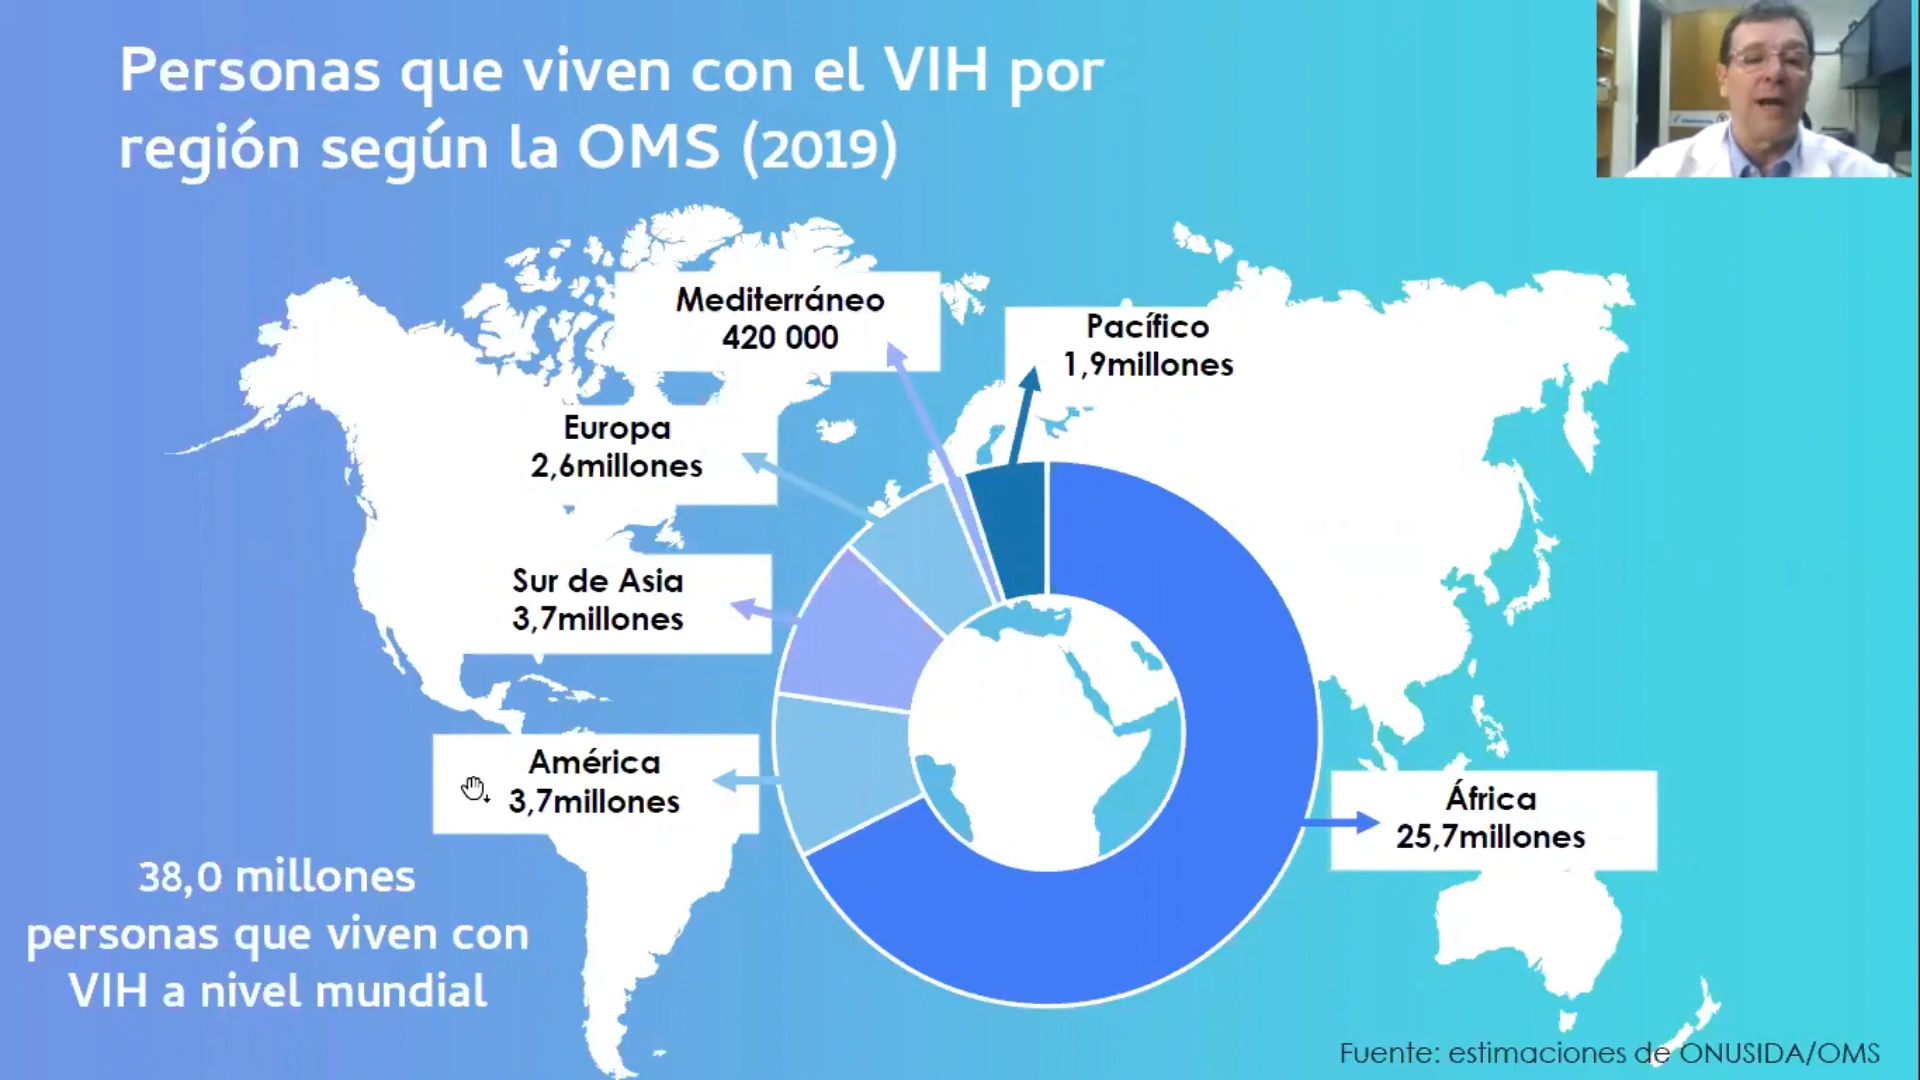 Personas que viven con el VIH por
región según la OMS (2019)
Mediterráneo
420 000
Pacífico
1,9millones
Europa
2,6millones
Sur de Asia
3,7millones
América
3,7millones
África
25,7millones
38,0 millones
personas que viven con
VIH a nivel mundial
Fuente: estimaciones de ONUSIDA/OMS